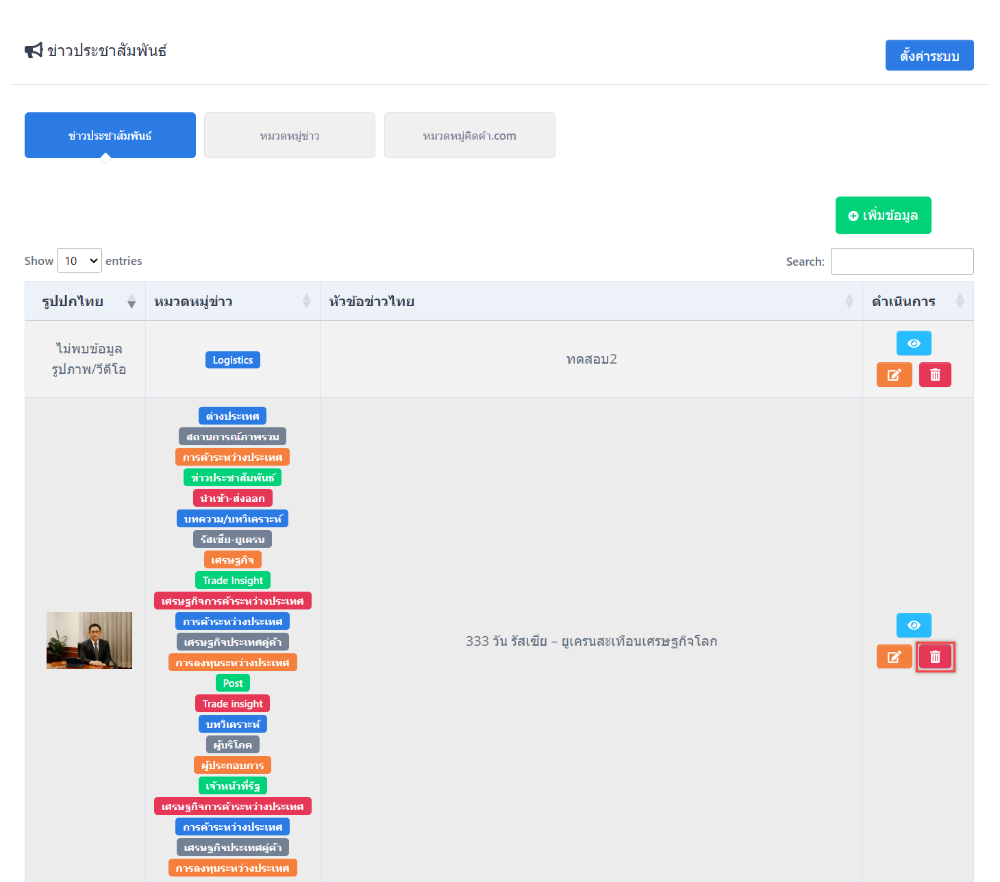 ข่าวประชาสัมพันธ์
ตั้งค่าระบบ
ข่าวประชาสัมพันธ์
หมวดหมู่ข่าว
หมวดหมู่คิดค้า.com
เพิ่มข้อมูล
Show 10 entries
Search:
รูปปกไทย
หมวดหมู่ข่าว
หัวข้อข่าวไทย
ดำเนินการ
ไม่พบข้อมูล
รูปภาพ/วีดีโอ
Logistics
ทดสอบ2
ต่างประเทศ
สถานการณ์ภาพรวม
การค้าระหว่างประเทศ
ข่าวประชาสัมพันธ์
นำเข้า-ส่งออก
บทความ/บทวิเคราะห์
รัสเซีย-ยูเครน
เศรษฐกิจ
Trade Insight
เศรษฐกิจการค้าระหว่างประเทศ
การค้าระหว่างประเทศ
เศรษฐกิจประเทศคู่ค้า
การลงทุนระหว่างประเทศ
Post
Trade insight
บทวิเคราะห์
ผู้บริโภค
ผู้ประกอบการ
เจ้าหน้าที่รัฐ
เศรษฐกิจการค้าระหว่างประเทศ
การค้าระหว่างประเทศ
เศรษฐกิจประเทศคู่ค้า
การลงทุนระหว่างประเทศ
333 วัน รัสเซีย – ยูเครนสะเทือนเศรษฐกิจโลก